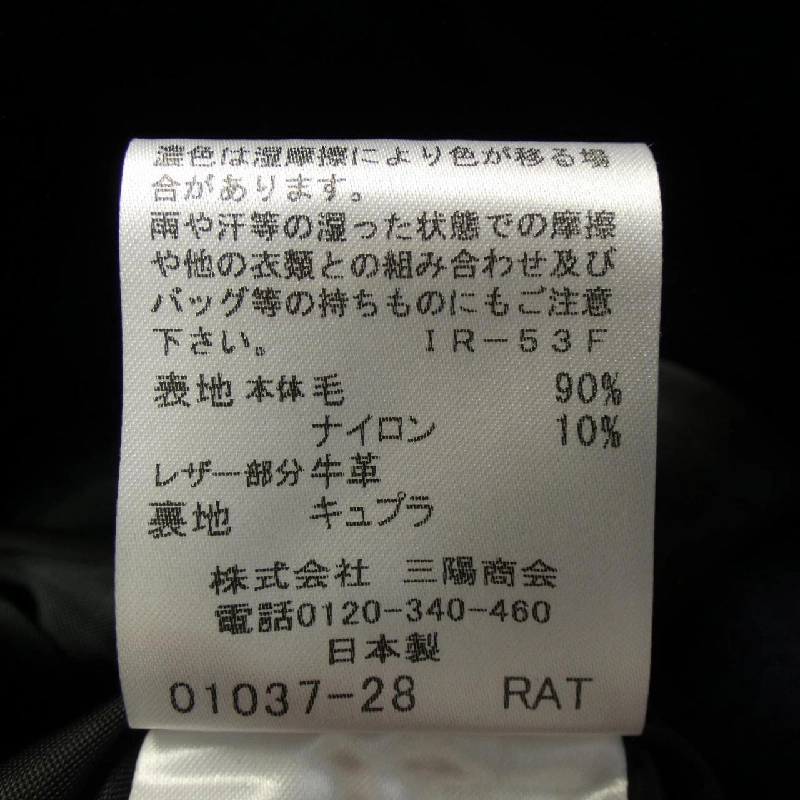 濃色は湿摩擦により色が移る場
合があります。
雨や汗等の湿った状態での摩擦
や他の衣類との組み合わせ及び
バッグ等の持ちものにもご注意
下さい。 IR-53F
表地 本体 毛 90%
ナイロン 10%
レザー部分 牛革
裏地 キュプラ
株式会社 三陽商会
電話0120-340-460
日本製
01037-28 RAT